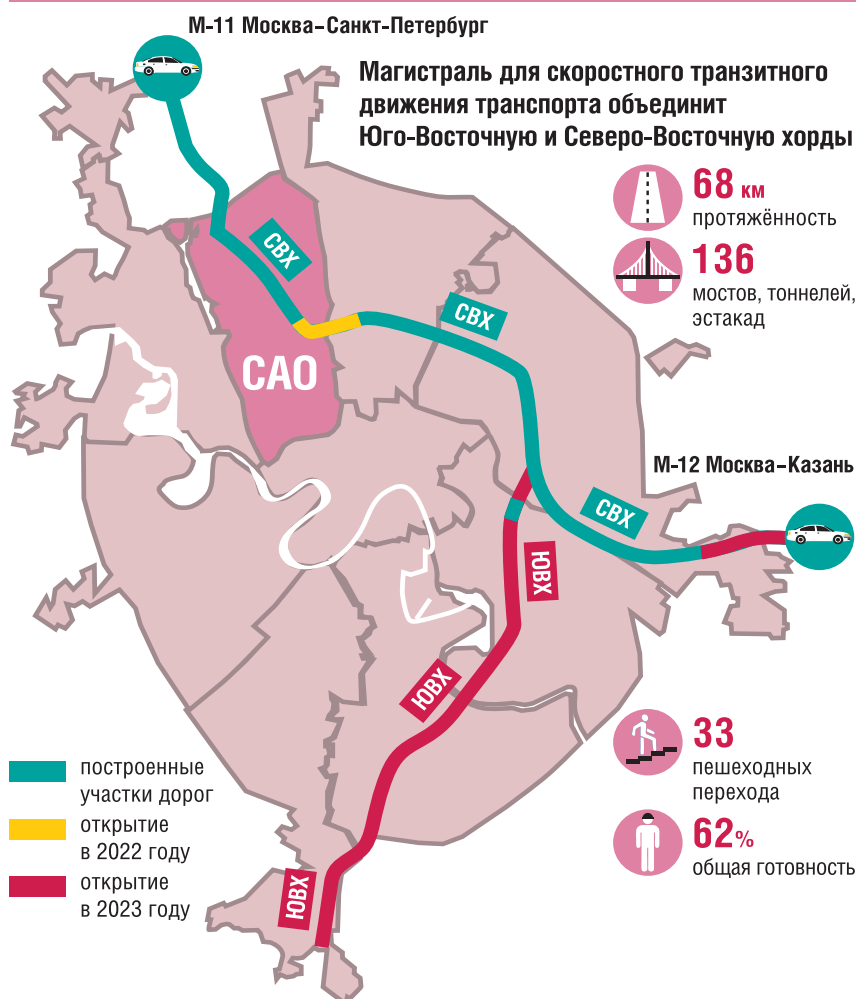 М-11 Москва–Санкт-Петербург
Магистраль для скоростного транзитного
движения транспорта объединит
Юго-Восточную и Северо-Восточную хорды
68 км
протяжённость
136
мостов, тоннелей,
эстакад
СВХ
СВХ
САО
М-12 Москва–Казань
СВХ
ЮВХ
ЮВХ
33
пешеходных
перехода
62%
общая готовность
построенные
участки дорог
открытие
в 2022 году
открытие
в 2023 году
ЮВХ